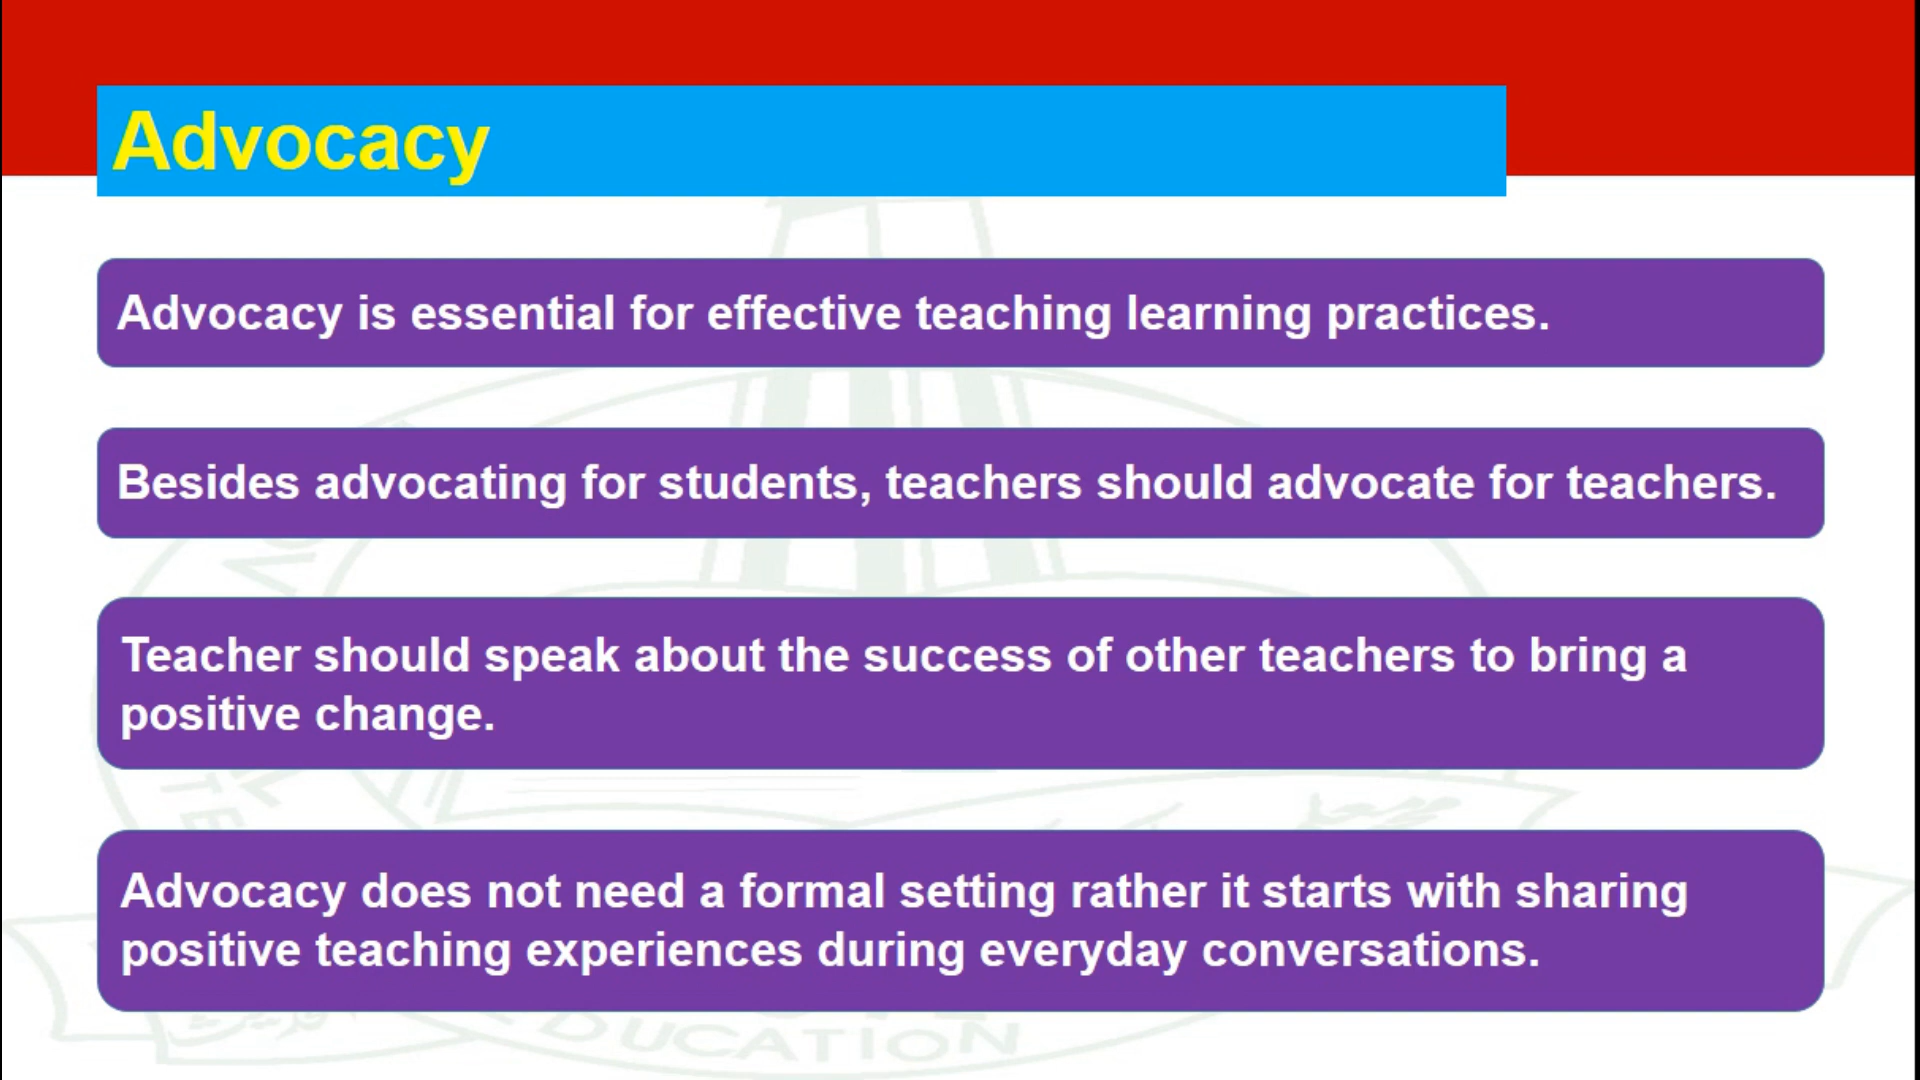 Advocacy
Advocacy is essential for effective teaching learning practices.
Besides advocating for students, teachers should advocate for teachers.
Teacher should speak about the success of other teachers to bring a
positive change.
Advocacy does not need a formal setting rather it starts with sharing
positive teaching experiences during everyday conversations.